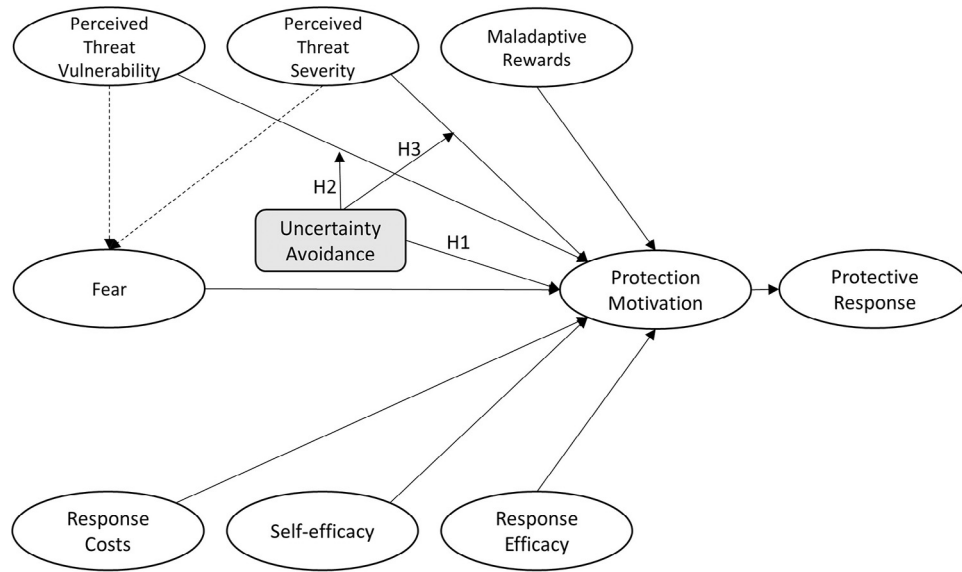 Perceived
Threat
Vulnerability
Perceived
Threat
Severity
Maladaptive
Rewards
H3
H2
Uncertainty
Avoidance
H1
Fear
Protection
Motivation
Protective
Response
Response
Costs
Self-efficacy
Response
Efficacy